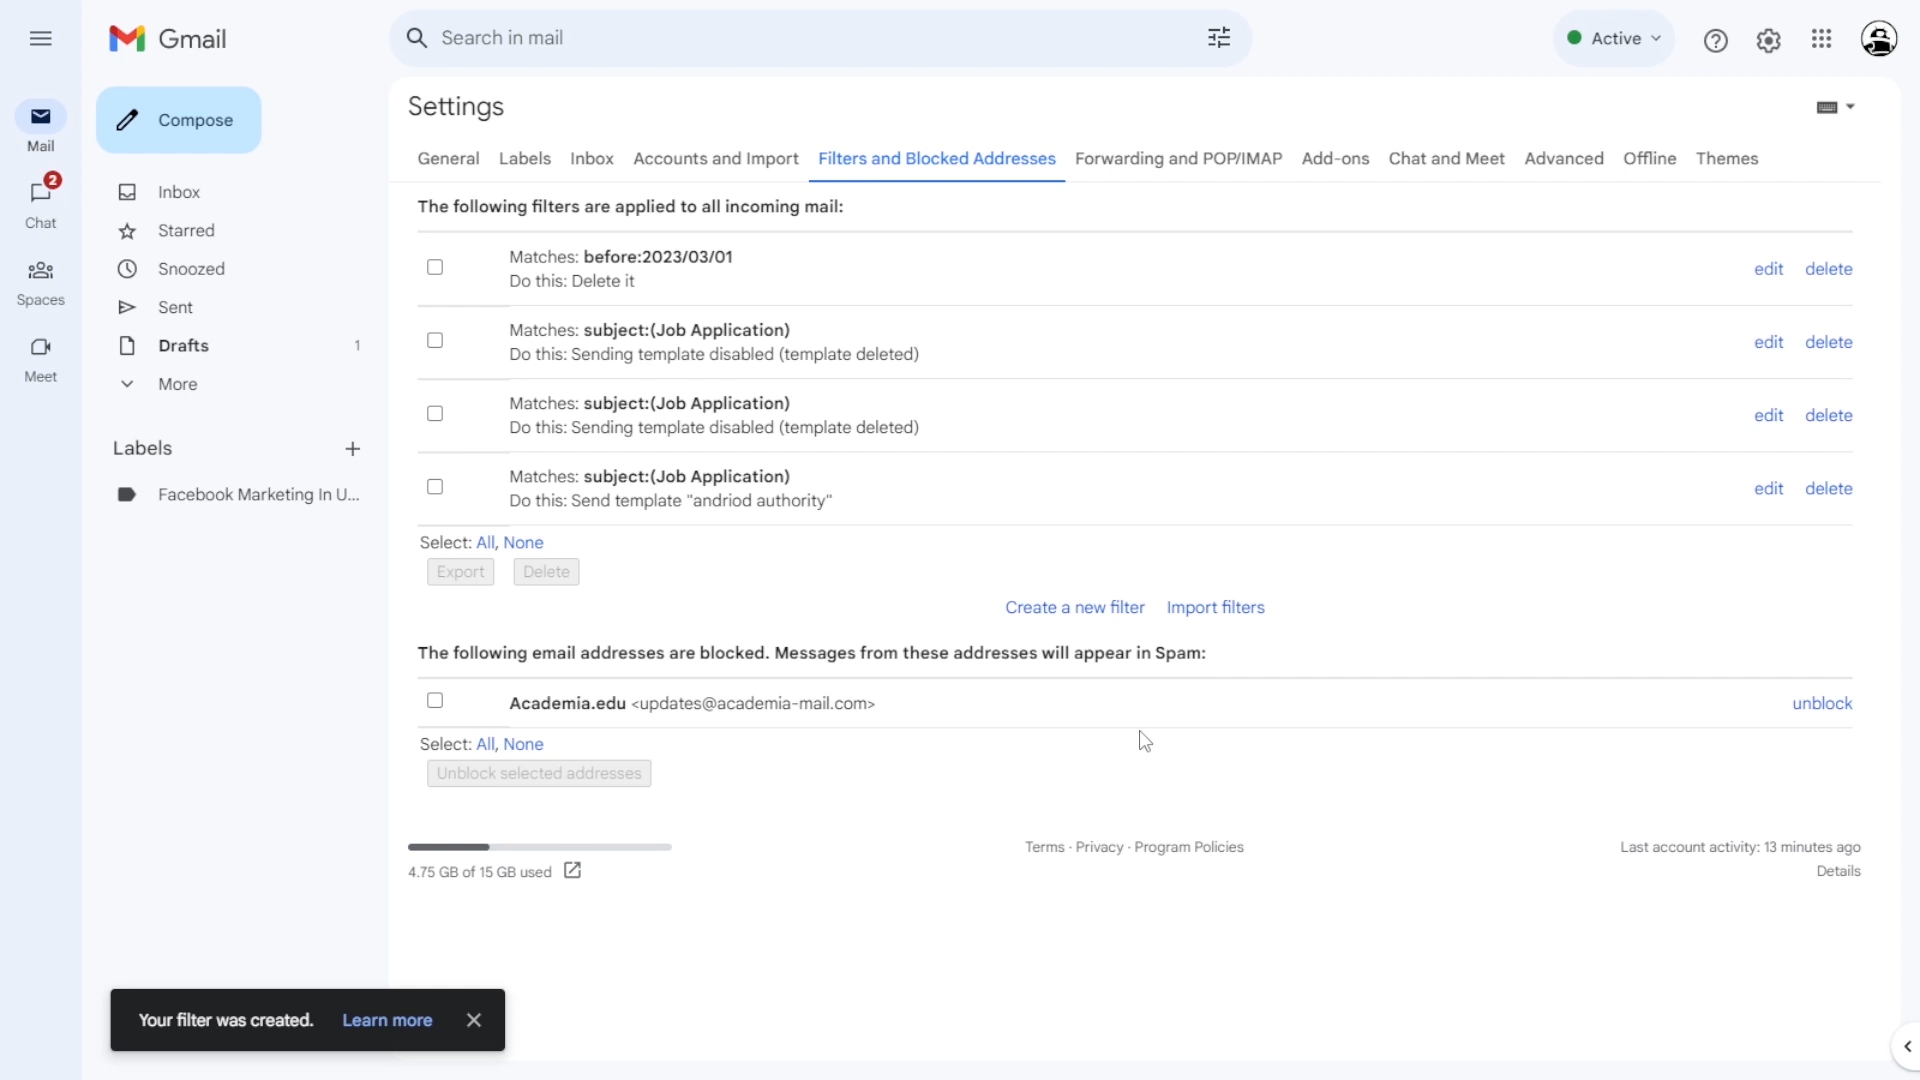 Gmail
Search in mail
Active
Mail
Compose
2
Chat
Spaces
Meet
Inbox
Starred
Snoozed
Sent
Drafts 1
More
Labels
Facebook Marketing In U...
Settings
General Labels Inbox Accounts and Import Filters and Blocked Addresses Forwarding and POP/IMAP Add-ons Chat and Meet Advanced Offline Themes
The following filters are applied to all incoming mail:
Matches: before:2023/03/01
Do this: Delete it
edit delete
Matches: subject:(Job Application)
Do this: Sending template disabled (template deleted)
edit delete
Matches: subject:(Job Application)
Do this: Sending template disabled (template deleted)
edit delete
Matches: subject:(Job Application)
Do this: Send template "andriod authority"
edit delete
Select: All, None
Export Delete
Create a new filter Import filters
The following email addresses are blocked. Messages from these addresses will appear in Spam:
Academia.edu <updates@academia-mail.com> unblock
Select: All, None
Unblock selected addresses
4.75 GB of 15 GB used
Terms · Privacy · Program Policies
Last account activity: 13 minutes ago
Details
Your filter was created. Learn more